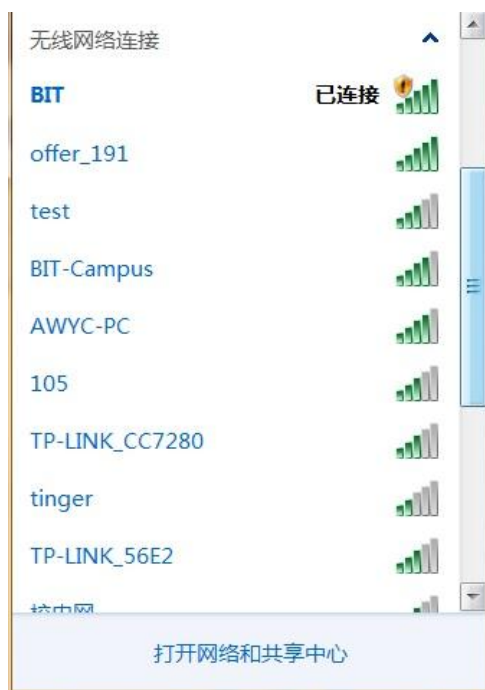 无线网络连接
BIT 已连接
offer_191
test
BIT-Campus
AWYC-PC
105
TP-LINK_CC7280
tinger
TP-LINK_56E2
打开网络和共享中心